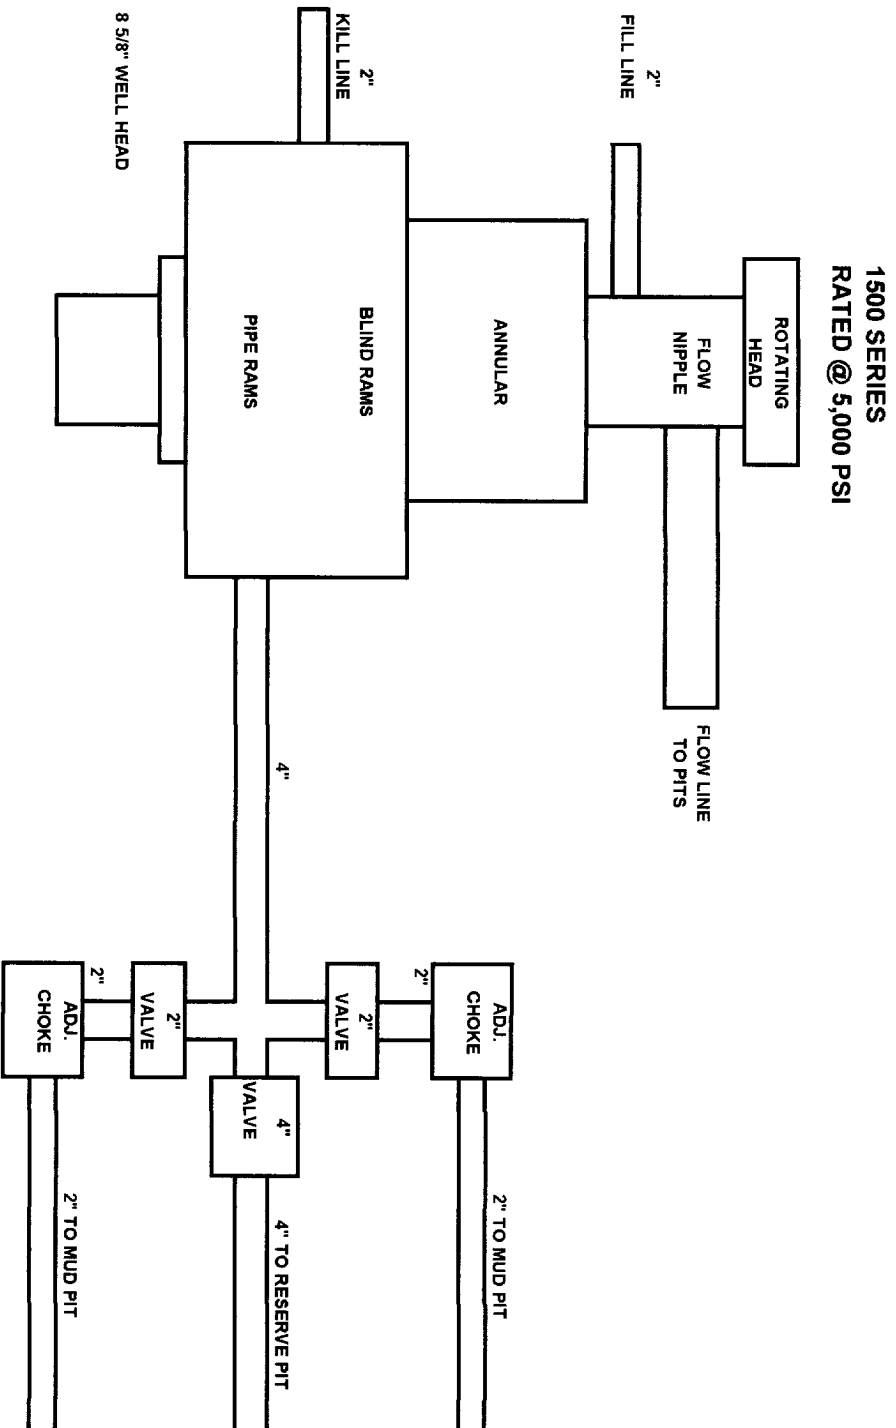 1500 SERIES
RATED @ 5,000 PSI
ROTATING
HEAD
FILL LINE
2"
FLOW
NIPPLE
FLOW LINE
TO PITS
ANNULAR
2"
KILL LINE
BLIND RAMS
PIPE RAMS
8 5/8" WELL HEAD
4"
ADJ.
CHOKE
2"
2"
VALVE
2" TO MUD PIT
4"
VALVE
4" TO RESERVE PIT
2"
VALVE
2"
ADJ.
CHOKE
2" TO MUD PIT